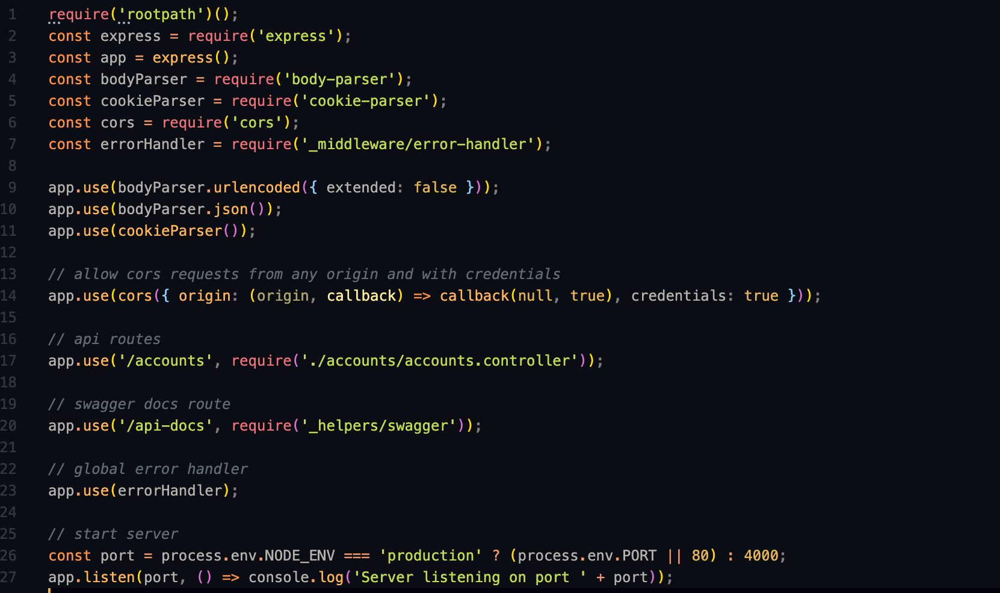 1 require('rootpath')();
2 const express = require('express');
3 const app = express();
4 const bodyParser = require('body-parser');
5 const cookieParser = require('cookie-parser');
6 const cors = require('cors');
7 const errorHandler = require('_middleware/error-handler');
8
9 app.use(bodyParser.urlencoded({ extended: false }));
10 app.use(bodyParser.json());
11 app.use(cookieParser());
12
13 // allow cors requests from any origin and with credentials
14 app.use(cors({ origin: (origin, callback) => callback(null, true), credentials: true }));
15
16 // api routes
17 app.use('/accounts', require('./accounts/accounts.controller'));
18
19 // swagger docs route
20 app.use('/api-docs', require('_helpers/swagger'));
21
22 // global error handler
23 app.use(errorHandler);
24
25 // start server
26 const port = process.env.NODE_ENV === 'production' ? (process.env.PORT || 80) : 4000;
27 app.listen(port, () => console.log('Server listening on port ' + port));